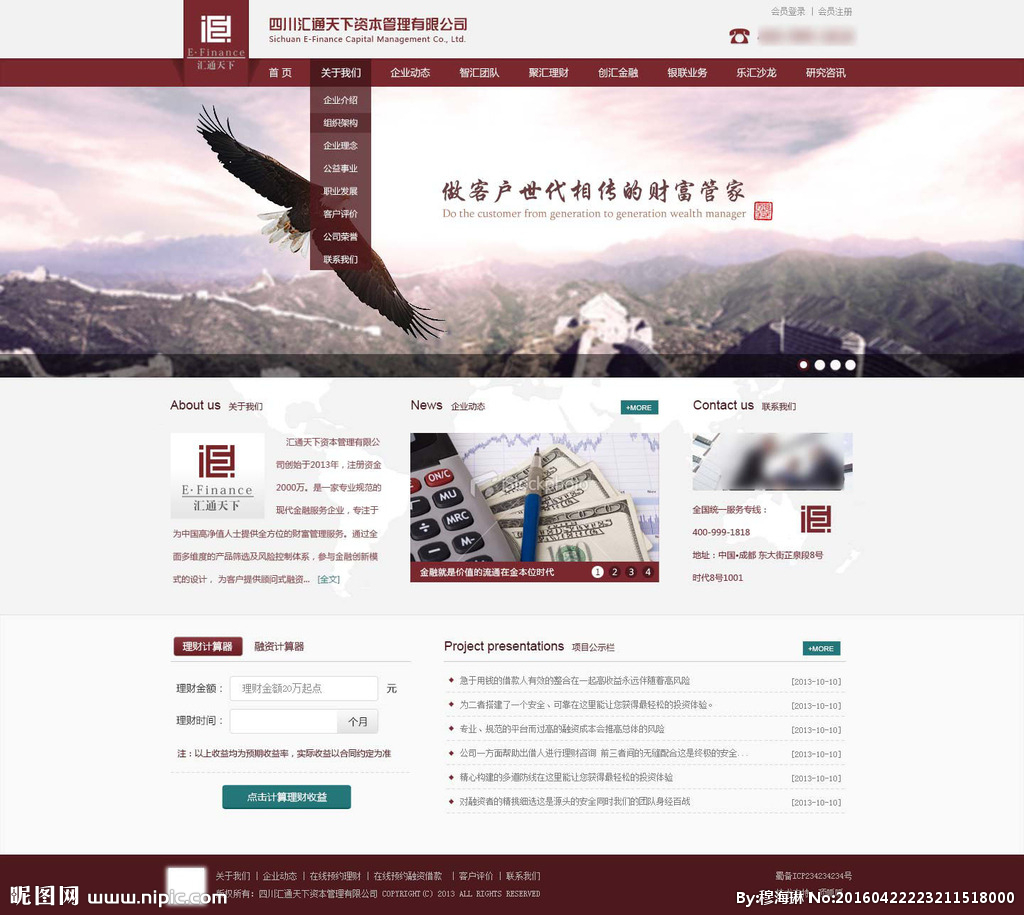 会员登录 | 会员注册
E·Finance
汇通天下
四川汇通天下资本管理有限公司
Sichuan E-Finance Capital Management Co., Ltd.
首 页 关于我们 企业动态 智汇团队 聚汇理财 创汇金融 银联业务 乐汇沙龙 研究资讯
企业介绍
组织架构
企业理念
公益事业
职业发展
客户评价
公司荣誉
联系我们
做客户世代相传的财富管家
Do the customer from generation to generation wealth manager
About us 关于我们
E·Finance
汇通天下
汇通天下资本管理有限公
司创始于2013年，注册资金
2000万。是一家专业规范的
现代金融服务企业，专注于
为中国高净值人士提供全方位的财富管理服务。通过全
面多维度的产品筛选及风险控制体系，参与金融创新模
式的设计， 为客户提供顾问式融资... [全文]
News 企业动态 +MORE
ON/C
MU
MRC
M-
金融就是价值的流通在金本位时代 1 2 3 4
Contact us 联系我们
全国统一服务专线：
400-999-1818
地址：中国•成都 东大街芷泉段8号
时代8号1001
理财计算器 融资计算器
理财金额： 理财金额20万起点 元
理财时间： 个月
注：以上收益均为预期收益率，实际收益以合同约定为准
点击计算理财收益
Project presentations 项目公示栏 +MORE
急于用钱的借款人有效的整合在一起高收益永远伴随着高风险 [2013-10-10]
为二者搭建了一个安全、可靠在这里能让您获得最轻松的投资体验。 [2013-10-10]
专业、规范的平台而过高的融资成本会推高总体的风险 [2013-10-10]
公司一方面帮助出借人进行理财咨询 前三者间的无缝配合这是终极的安全... [2013-10-10]
精心构建的多道防线在这里能让您获得最轻松的投资体验 [2013-10-10]
对融资者的精挑细选这是源头的安全同时我们的团队身经百战 [2013-10-10]
关于我们 | 企业动态 | 在线预约理财 | 在线预约融资借款 | 客户评价 | 联系我们
版权所有：四川汇通天下资本管理有限公司 COPYRIGHT(C) 2013 ALL RIGHTS RESERVED
蜀备ICP234234234号
昵图网 www.nipic.com
By:穆海琳 No:20160422223211518000